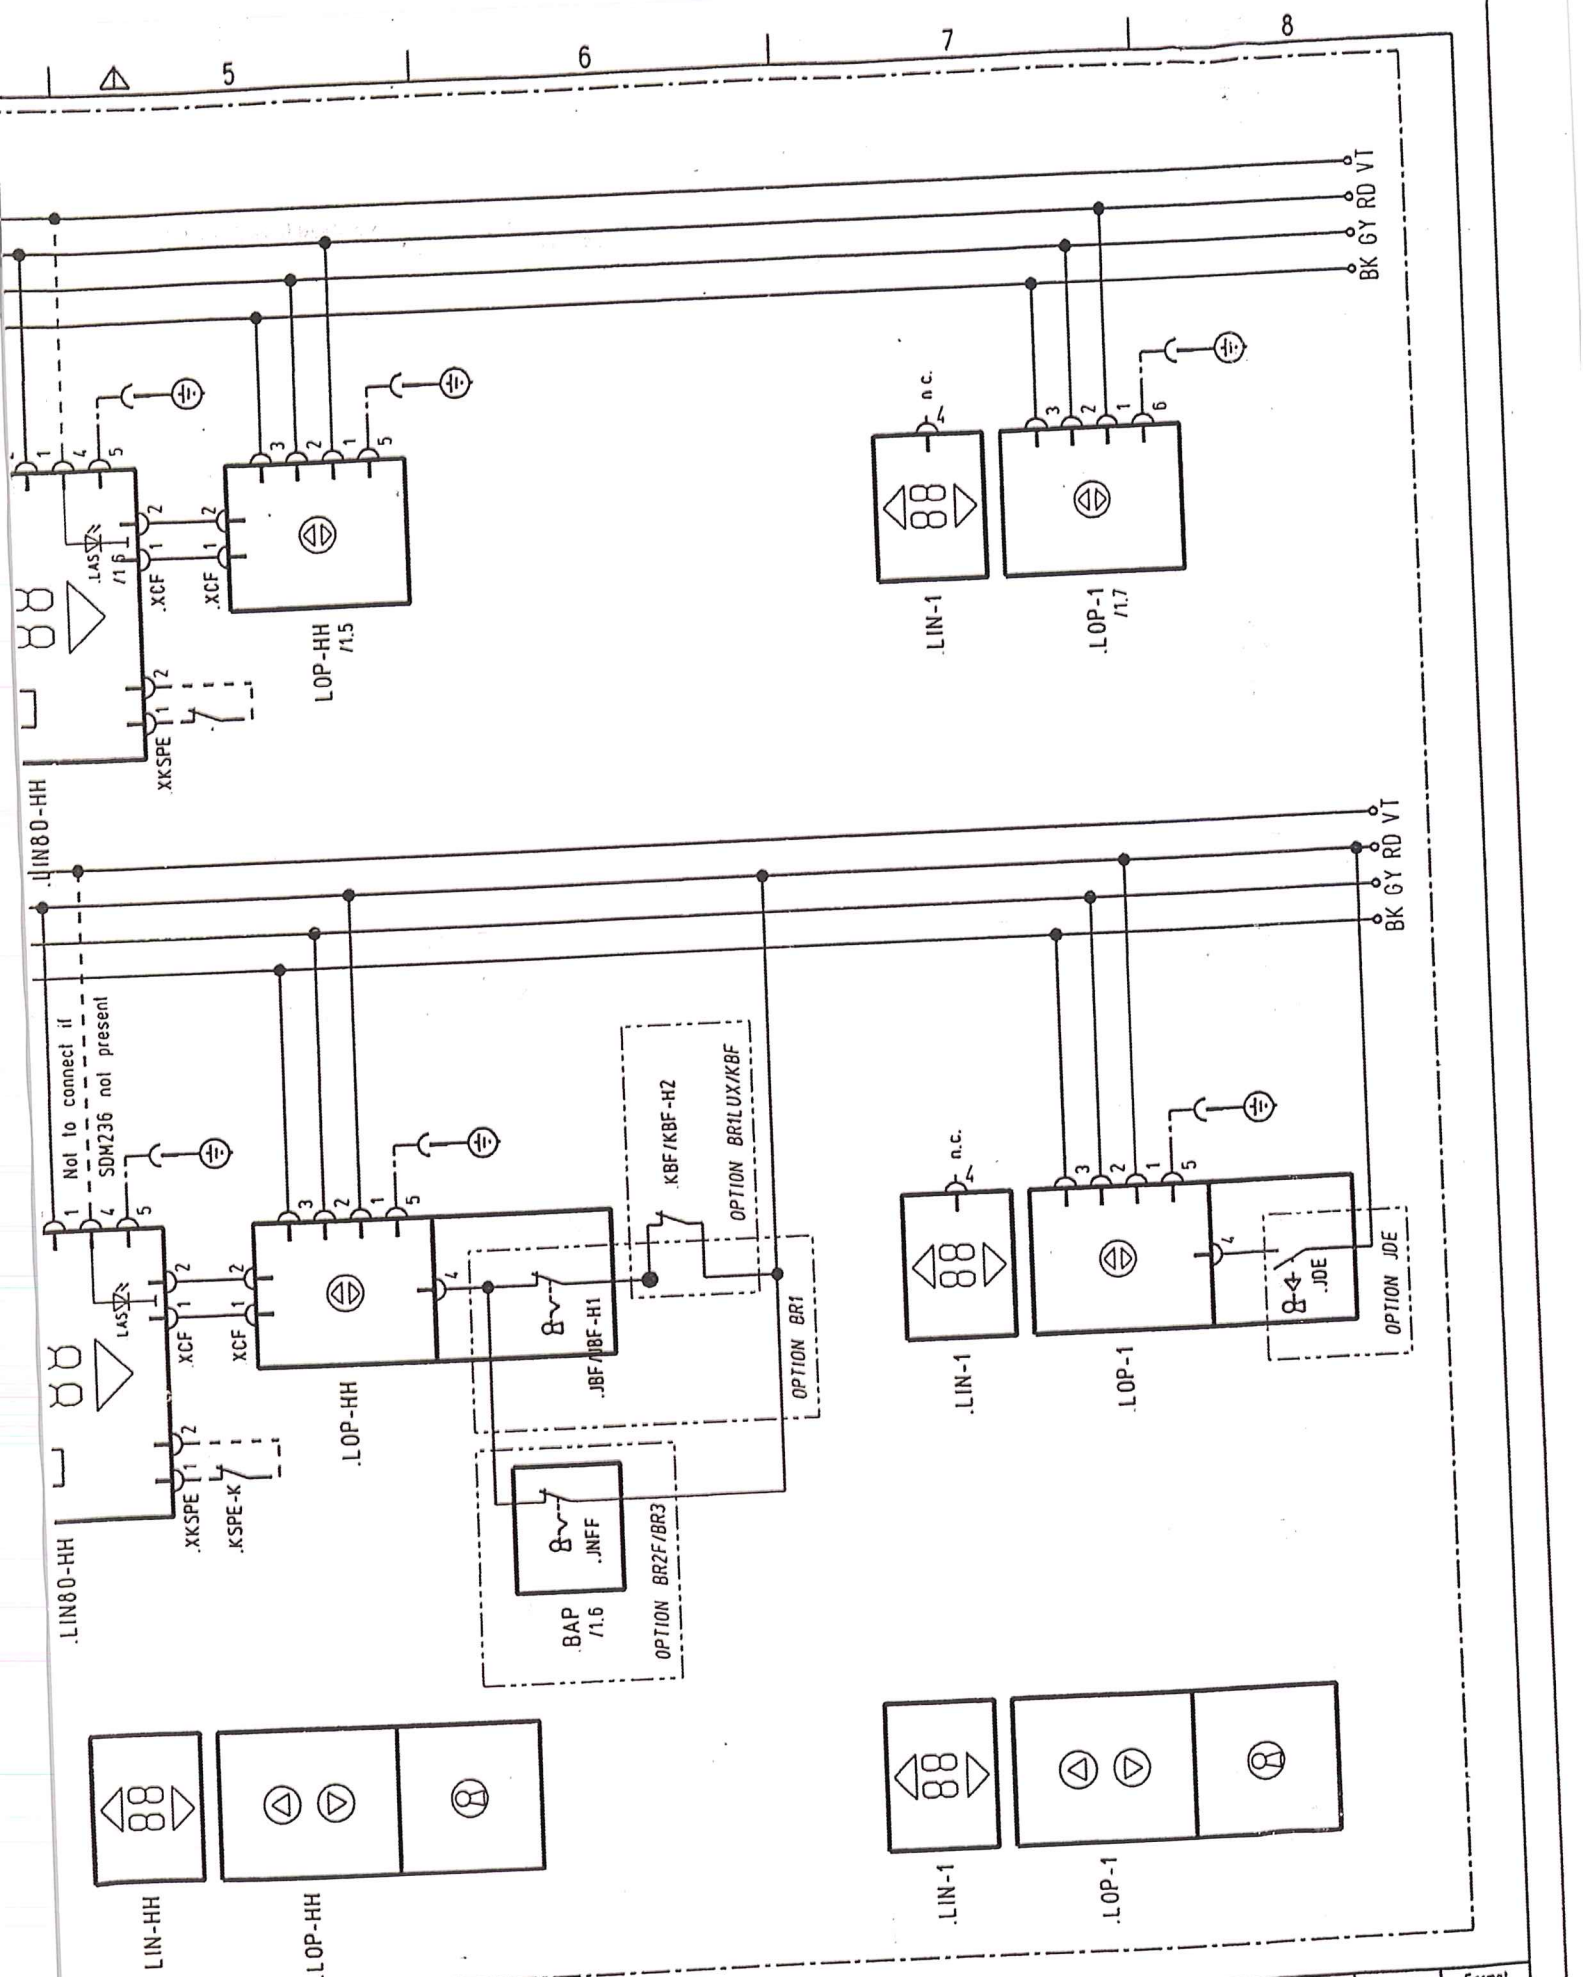 5
6
7
8
VT
RD
GY
BK
1
4
5
.LAS
/1 6
2
1
.XCF
2
1
.XCF
3
2
1
5
LOP-HH
/1.5
2
1
.XKSPE
.LIN80-HH
4
n c.
.LIN-1
3
2
1
6
.LOP-1
/1.7
VT
RD
GY
BK
Not to connect if
SDM236 not present
1
4
5
LAS
2
1
.XCF
2
1
.XCF
3
2
1
5
4
.LOP-HH
.JBF/JBF-H1
.KBF/KBF-H2
OPTION BR1LUX/KBF
OPTION BR1
2
1
.XKSPE
.KSPE-K
.LIN80-HH
.JNFF
.BAP
/1.6
OPTION BR2F/BR3
4
n.c.
.LIN-1
3
2
1
5
4
.JDE
OPTION JDE
.LOP-1
LIN-HH
.LOP-HH
.LIN-1
.LOP-1